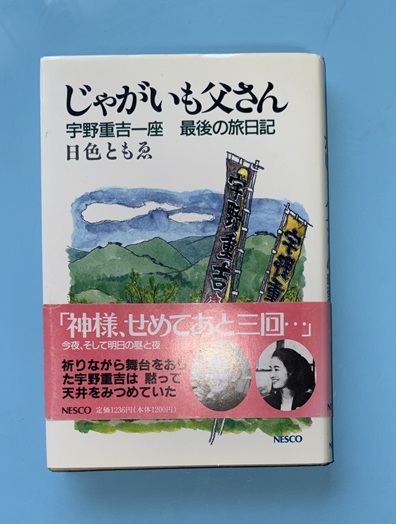 じゃがいも父さん
宇野重吉一座 最後の旅日記
日色ともゑ
宇野重吉
宇野重
「神様、せめてあと三回…」
今夜、そして明日の昼と夜
祈りながら舞台をおり
た宇野重吉は 黙って
天井をみつめていた
NESCO 定価1236円(本体1200円)
NESCO